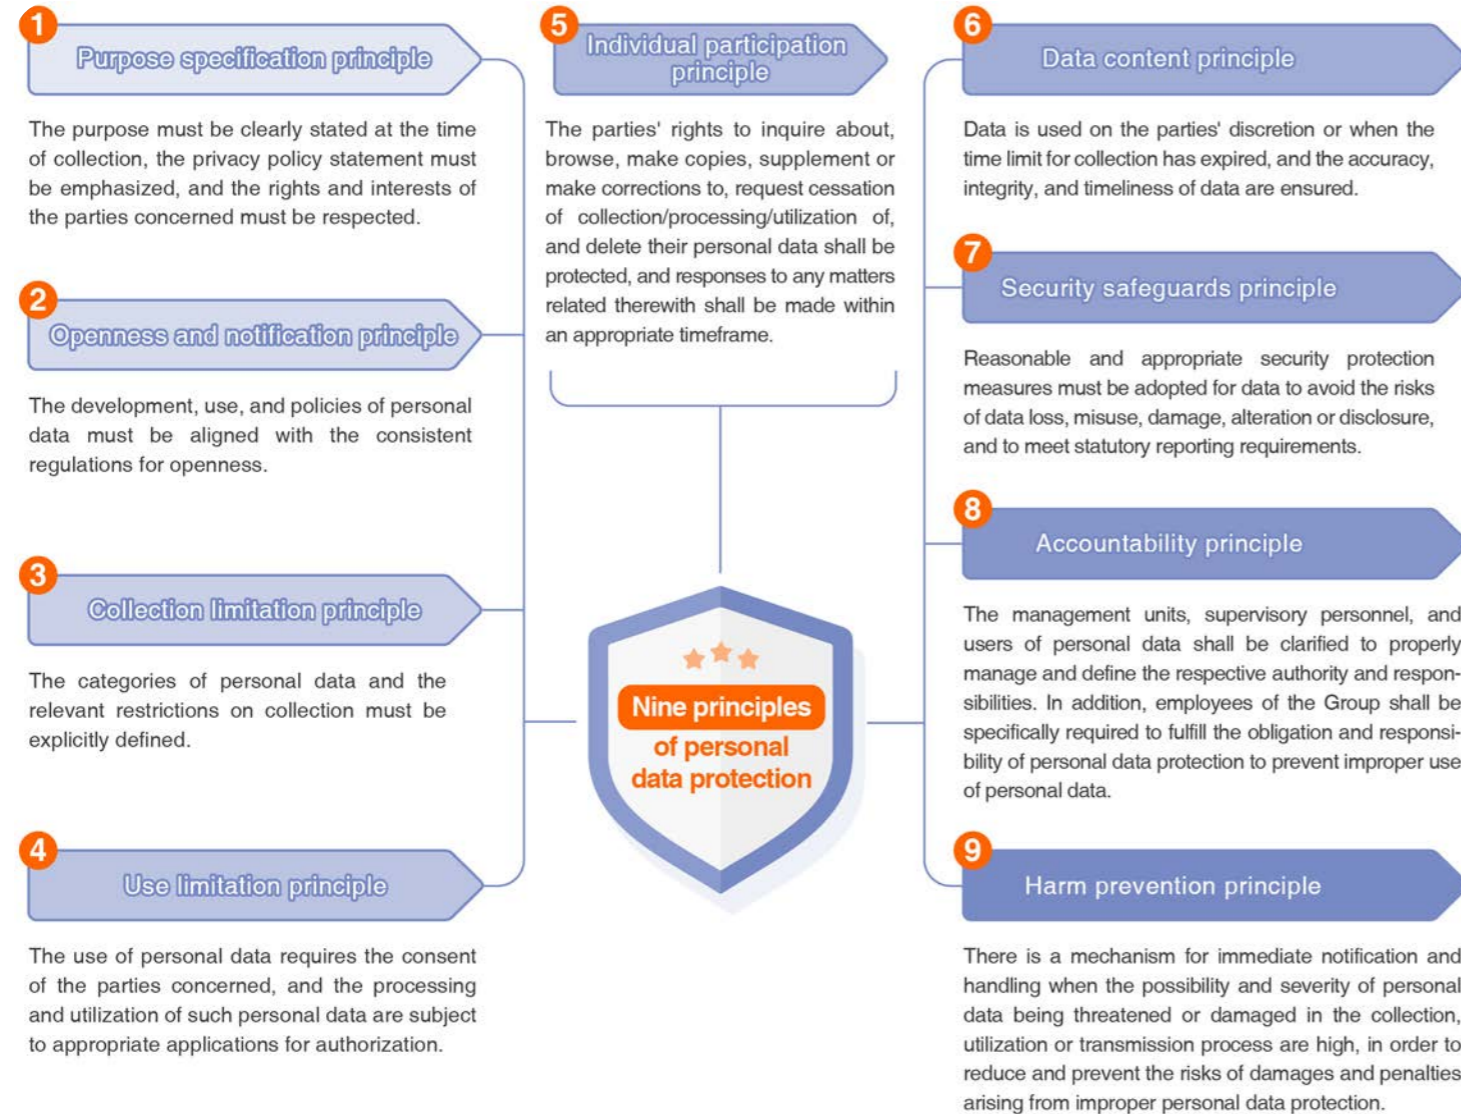 1
Purpose specification principle
The purpose must be clearly stated at the time
of collection, the privacy policy statement must
be emphasized, and the rights and interests of
the parties concerned must be respected.
2
Openness and notification principle
The development, use, and policies of personal
data must be aligned with the consistent
regulations for openness.
3
Collection limitation principle
The categories of personal data and the
relevant restrictions on collection must be
explicitly defined.
4
Use limitation principle
The use of personal data requires the consent
of the parties concerned, and the processing
and utilization of such personal data are subject
to appropriate applications for authorization.
5
Individual participation
principle
The parties' rights to inquire about,
browse, make copies, supplement or
make corrections to, request cessation
of collection/processing/utilization of,
and delete their personal data shall be
protected, and responses to any matters
related therewith shall be made within
an appropriate timeframe.
Nine principles
of personal
data protection
6
Data content principle
Data is used on the parties' discretion or when the
time limit for collection has expired, and the accuracy,
integrity, and timeliness of data are ensured.
7
Security safeguards principle
Reasonable and appropriate security protection
measures must be adopted for data to avoid the risks
of data loss, misuse, damage, alteration or disclosure,
and to meet statutory reporting requirements.
8
Accountability principle
The management units, supervisory personnel, and
users of personal data shall be clarified to properly
manage and define the respective authority and respon-
sibilities. In addition, employees of the Group shall be
specifically required to fulfill the obligation and responsi-
bility of personal data protection to prevent improper use
of personal data.
9
Harm prevention principle
There is a mechanism for immediate notification and
handling when the possibility and severity of personal
data being threatened or damaged in the collection,
utilization or transmission process are high, in order to
reduce and prevent the risks of damages and penalties
arising from improper personal data protection.